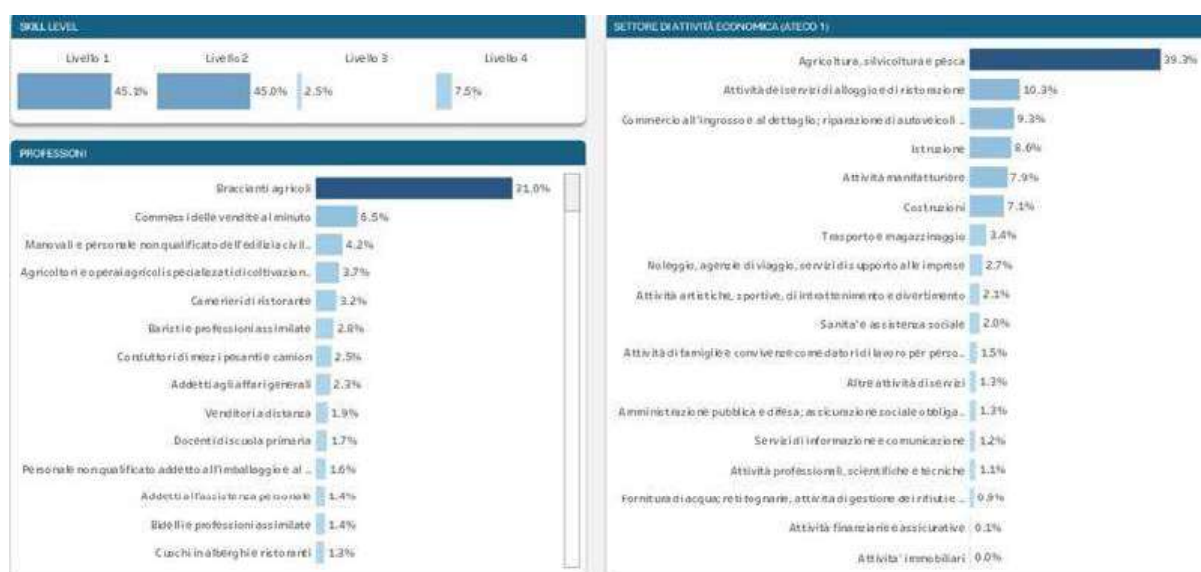 SKILL LEVEL
Livello 1 Livello 2 Livello 3 Livello 4
45.1% 45.0% 2.5% 7.5%
PROFESSIONI
Braccianti agricoli 31.0%
Commessi delle vendite al minuto 6.5%
Manovali e personale non qualificato dell'edilizia civil... 4.2%
Agricoltori e operai agricoli specializzati di coltivazion... 3.7%
Camerieri di ristorante 3.2%
Baristi e professioni assimilate 2.8%
Conduttori di mezzi pesanti e camion 2.5%
Addetti agli affari generali 2.3%
Venditori a distanza 1.9%
Docenti di scuola primaria 1.7%
Personale non qualificato addetto all'imballaggio e al ... 1.6%
Addetti all'assistenza personale 1.4%
Bidelli e professioni assimilate 1.4%
Cuochi in alberghi e ristoranti 1.3%
SETTORE DI ATTIVITÀ ECONOMICA (ATECO 1)
Agricoltura, silvicoltura e pesca 39.3%
Attività dei servizi di alloggio e di ristorazione 10.3%
Commercio all'ingrosso e al dettaglio; riparazione di autoveicoli ... 9.3%
Istruzione 8.6%
Attività manifatturiere 7.9%
Costruzioni 7.1%
Trasporto e magazzinaggio 3.4%
Noleggio, agenzie di viaggio, servizi di supporto alle imprese 2.7%
Attività artistiche, sportive, di intrattenimento e divertimento 2.1%
Sanita' e assistenza sociale 2.0%
Attività di famiglie e convivenze come datori di lavoro per perso... 1.5%
Altre attività di servizi 1.3%
Amministrazione pubblica e difesa; assicurazione sociale obbliga... 1.3%
Servizi di informazione e comunicazione 1.2%
Attività professionali, scientifiche e tecniche 1.1%
Fornitura di acqua; reti fognarie, attività di gestione dei rifiuti e ... 0.9%
Attività finanziarie e assicurative 0.1%
Attivita' immobiliari 0.0%